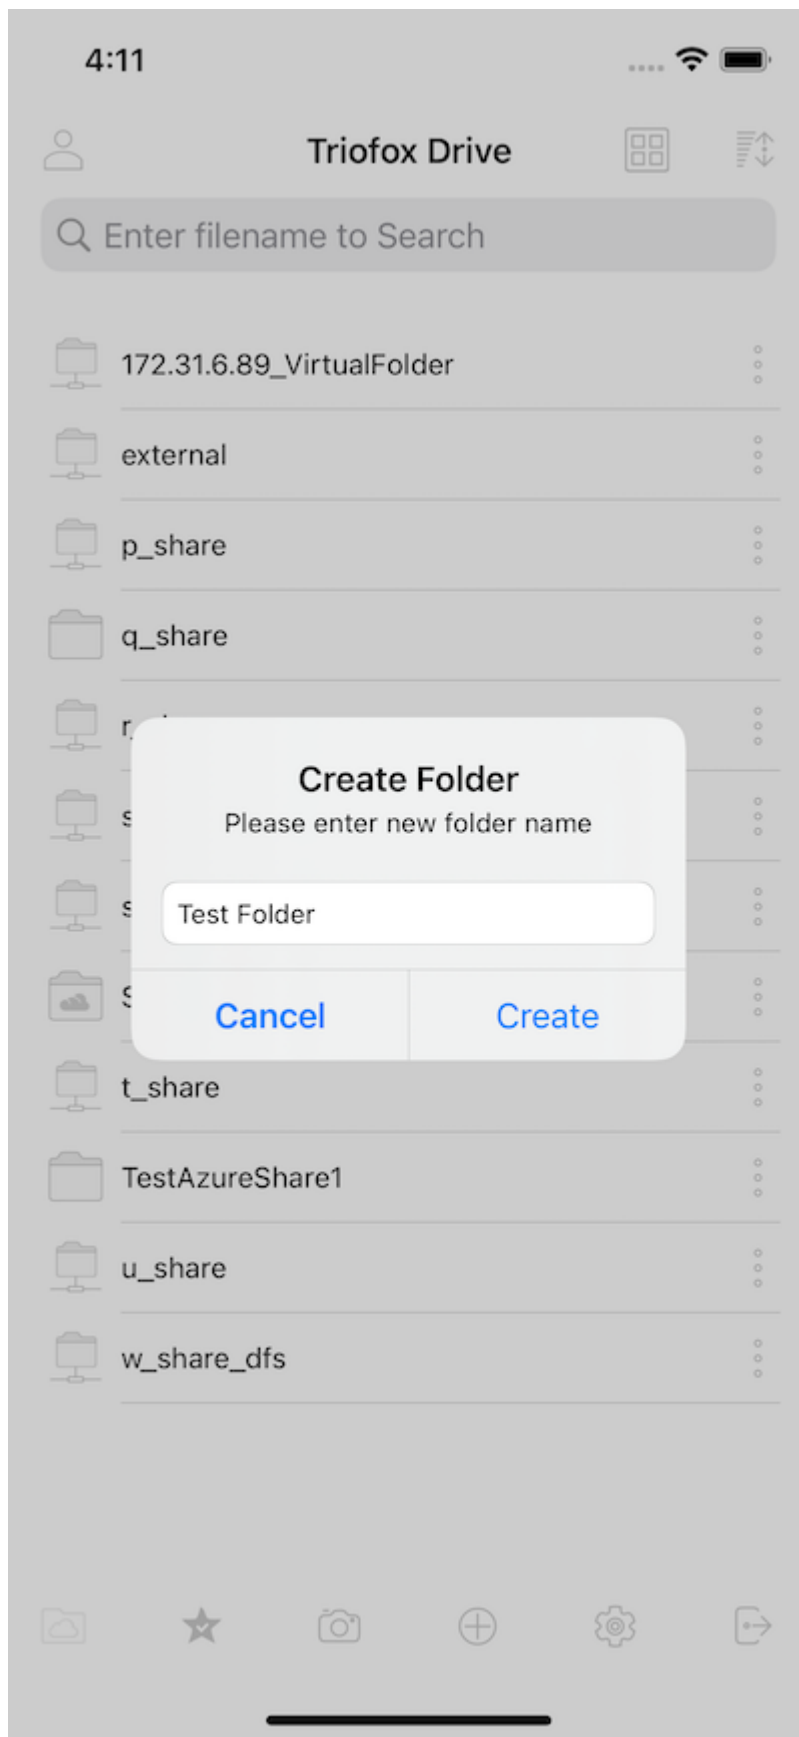 4:11
Triofox Drive
Enter filename to Search
172.31.6.89_VirtualFolder
external
p_share
q_share
Create Folder
Please enter new folder name
Test Folder
Cancel
Create
t_share
TestAzureShare1
u_share
w_share_dfs